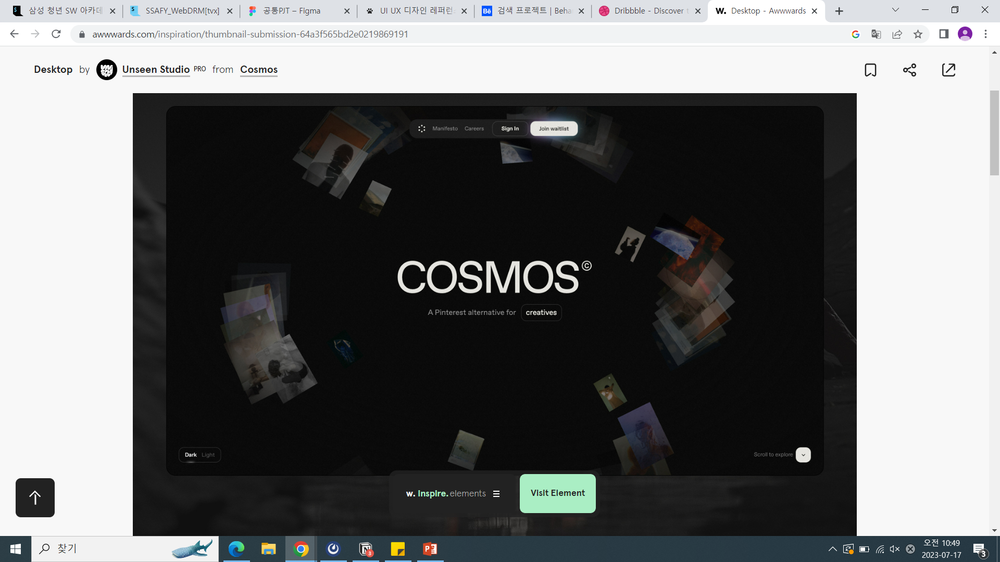 삼성 청년 SW 아카데
SSAFY_WebDRM[tvx]
공통PJT – Figma
UI UX 디자인 레퍼런스
Bē 검색 프로젝트 | Beha
Dribbble - Discover t
W. Desktop - Awwwards
awwwards.com/inspiration/thumbnail-submission-64a3f565bd2e0219869191
Desktop by Unseen Studio PRO from Cosmos
Manifesto Careers Sign In Join waitlist
COSMOS©
A Pinterest alternative for creatives
Dark Light
Scroll to explore
w. Inspire. elements
Visit Element
찾기
3
오전 10:49
2023-07-17
3